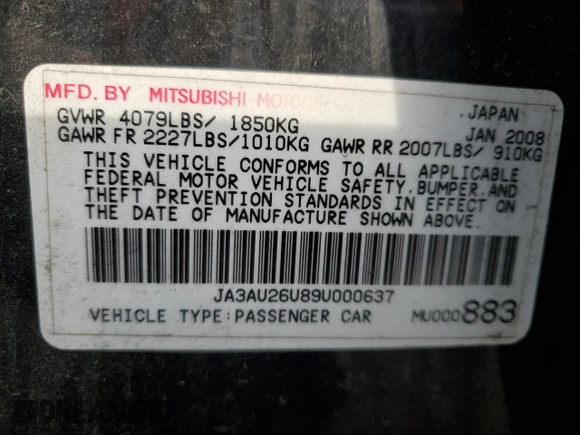 MFD. BY MITSUBISHI MOTORS
JAPAN
GVWR 4079LBS/ 1850KG JAN 2008
GAWR FR 2227LBS/1010KG GAWR RR 2007LBS/ 910KG
THIS VEHICLE CONFORMS TO ALL APPLICABLE
FEDERAL MOTOR VEHICLE SAFETY,BUMPER,AND
THEFT PREVENTION STANDARDS IN EFFECT ON
THE DATE OF MANUFACTURE SHOWN ABOVE.
JA3AU26U89U000637
VEHICLE TYPE:PASSENGER CAR MU000883